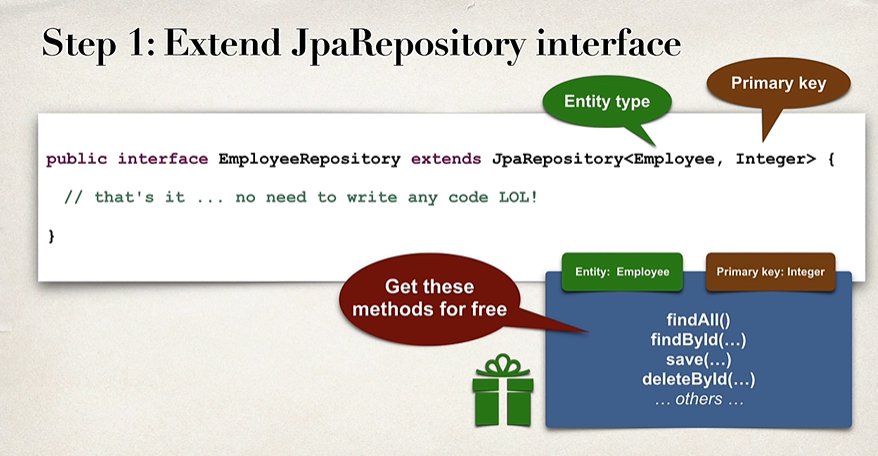 Step 1: Extend JpaRepository interface
Entity type
Primary key
public interface EmployeeRepository extends JpaRepository<Employee, Integer> {
// that's it ... no need to write any code LOL!
}
Get these
methods for free
Entity: Employee
Primary key: Integer
findAll()
findById(…)
save(…)
deleteById(…)
… others …